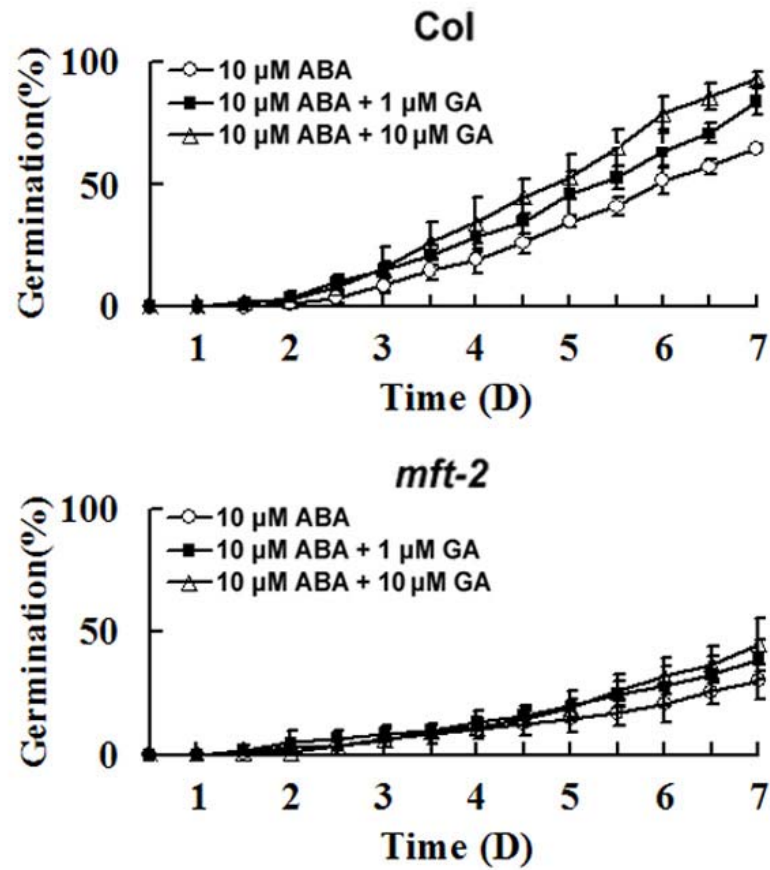 Col
100
50
0
Germination(%)
10 µM ABA
10 µM ABA + 1 µM GA
10 µM ABA + 10 µM GA
1 2 3 4 5 6 7
Time (D)
mft-2
100
50
0
Germination(%)
10 µM ABA
10 µM ABA + 1 µM GA
10 µM ABA + 10 µM GA
1 2 3 4 5 6 7
Time (D)